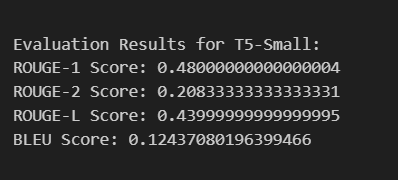 Evaluation Results for T5-Small:
ROUGE-1 Score: 0.48000000000000004
ROUGE-2 Score: 0.20833333333333331
ROUGE-L Score: 0.43999999999999995
BLEU Score: 0.12437080196399466